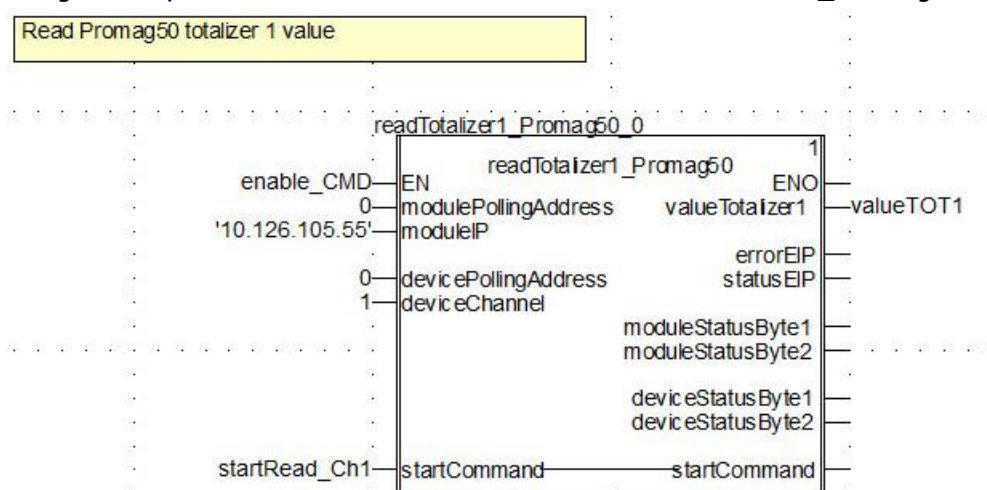 Read Promag50 totalizer 1 value
readTotalizer1_Promag50_0
1
readTotalizer1_Promag50
enable_CMD EN ENO
0 modulePollingAddress valueTotalizer1 valueTOT1
'10.126.105.55' moduleIP
errorEIP
0 devicePollingAddress statusEIP
1 deviceChannel
moduleStatusByte1
moduleStatusByte2
deviceStatusByte1
deviceStatusByte2
startRead_Ch1 startCommand startCommand